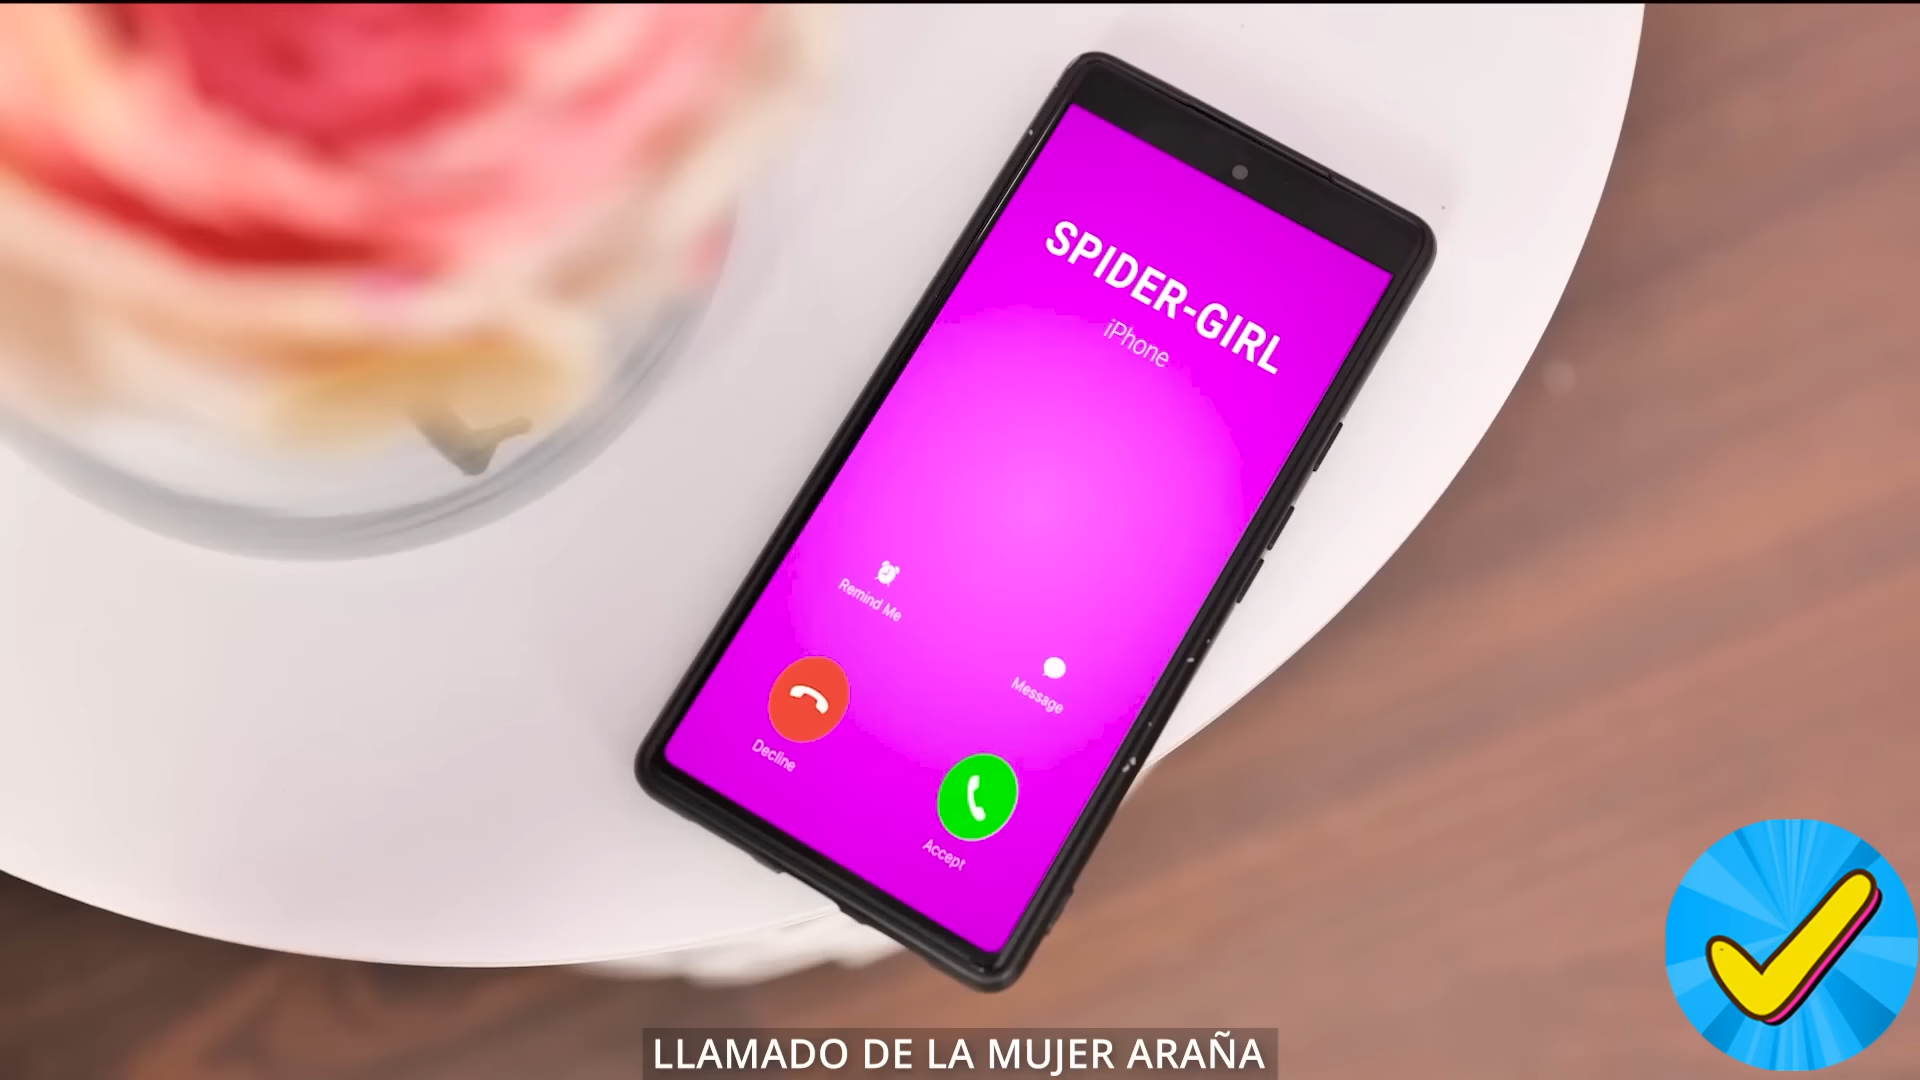 SPIDER-GIRL
iPhone
Remind Me
Message
Decline
Accept
LLAMADO DE LA MUJER ARAÑA